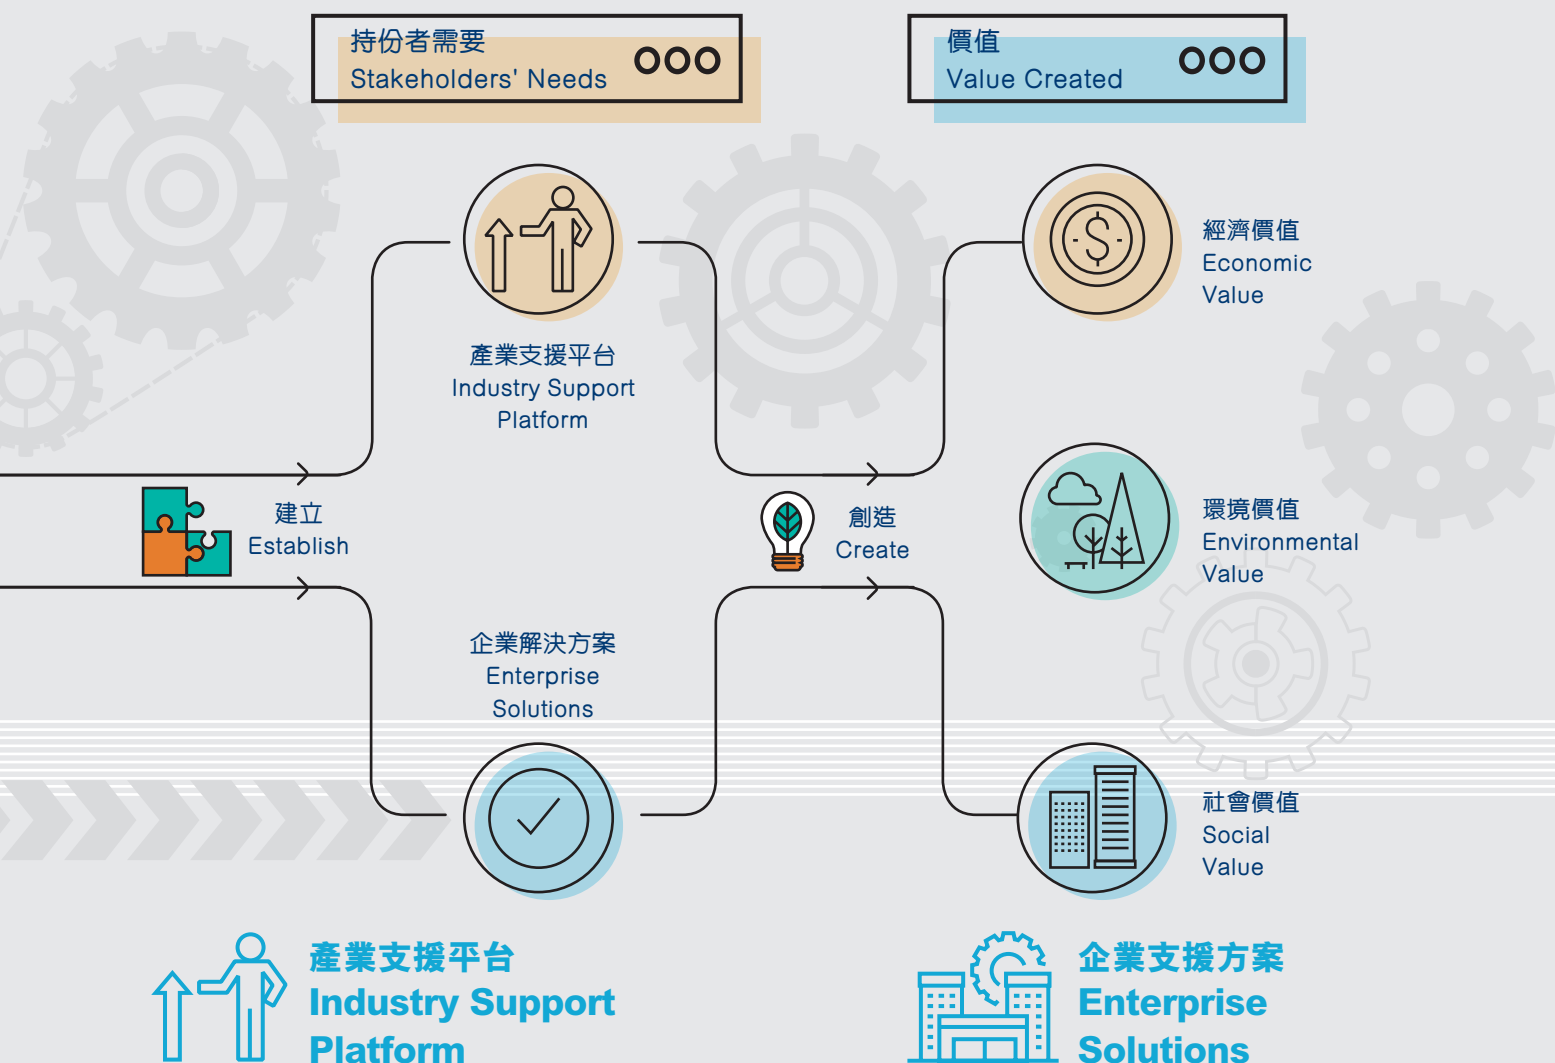 持份者需要
Stakeholders' Needs
價值
Value Created
經濟價值
Economic
Value
產業支援平台
Industry Support
Platform
建立
Establish
創造
Create
環境價值
Environmental
Value
企業解決方案
Enterprise
Solutions
社會價值
Social
Value
產業支援平台
Industry Support
Platform
企業支援方案
Enterprise
Solutions